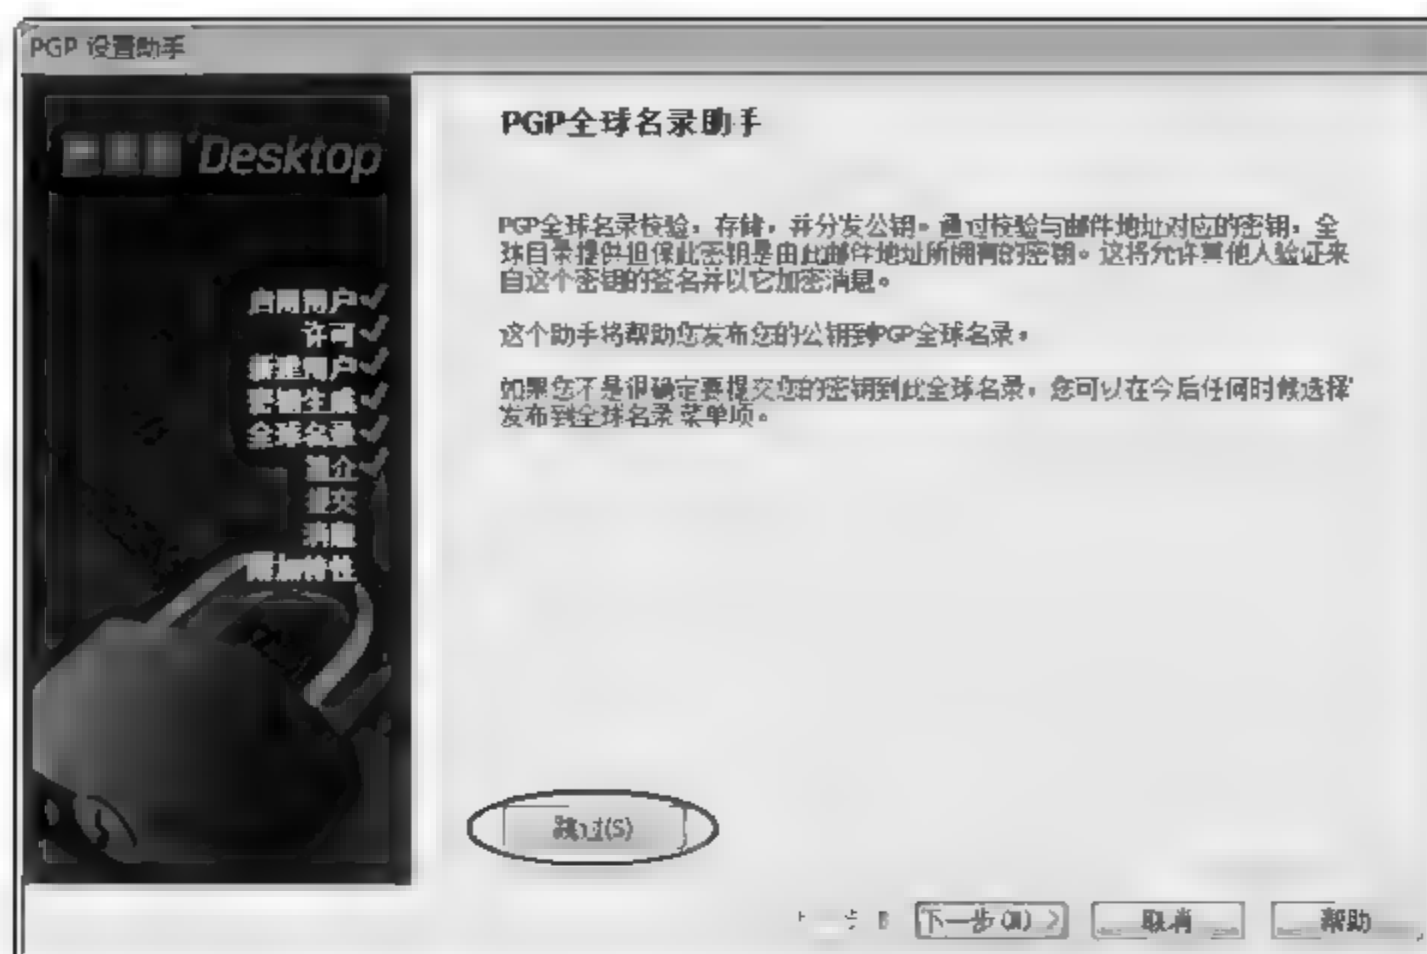 PGP 设置助手
Desktop
启用用户
许可
新建用户
密钥生成
全球名录
简介
提交
消息
附加特性
PGP全球名录助手
PGP全球名录校验，存储，并分发公钥。通过校验与邮件地址对应的密钥，全
球目录提供担保此密钥是由此邮件地址所拥有的密钥。这将允许其他人验证来
自这个密钥的签名并以它加密消息。
这个助手将帮助您发布您的公钥到PGP全球名录。
如果您不是很确定要提交您的密钥到此全球名录，您可以在今后任何时候选择'
发布到全球名录'菜单项。
跳过(S)
下一步(N) >
取消
帮助